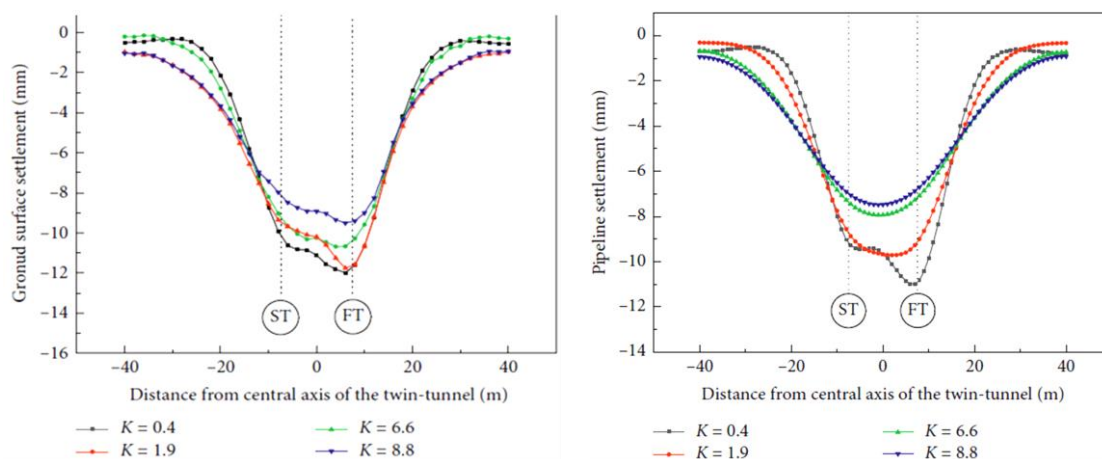 0
−2
−4
−6
−8
−10
−12
−14
−16
Gronud surface settlement (mm)
ST
FT
−40
−20
0
20
40
Distance from central axis of the twin-tunnel (m)
K = 0.4
K = 6.6
K = 1.9
K = 8.8
0
−2
−4
−6
−8
−10
−12
−14
Pipeline settlement (mm)
ST
FT
−40
−20
0
20
40
Distance from central axis of the twin-tunnel (m)
K = 0.4
K = 6.6
K = 1.9
K = 8.8